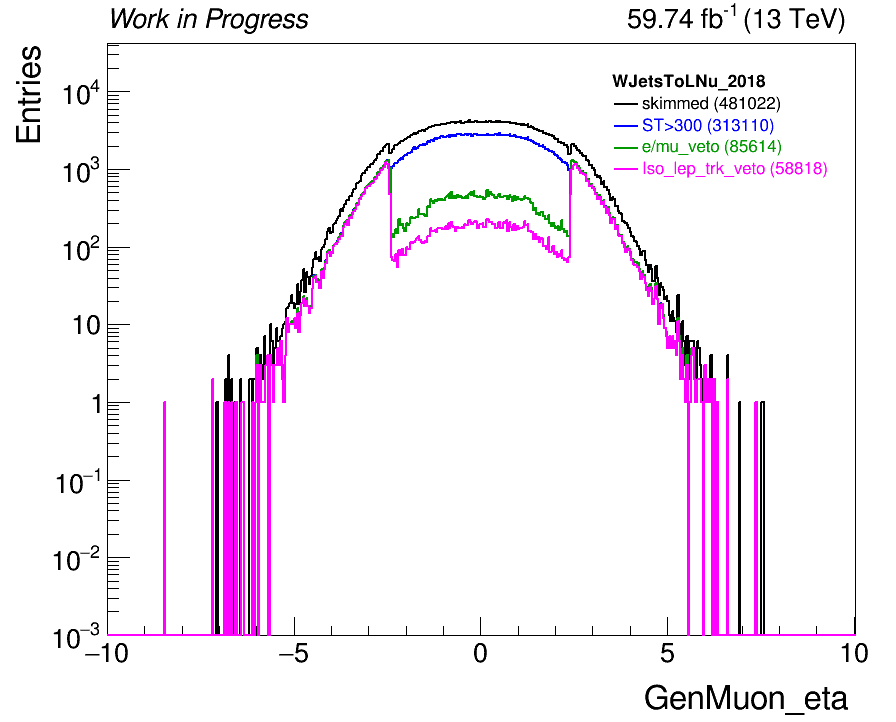 Work in Progress
59.74 fb-1 (13 TeV)
Entries
WJetsToLNu_2018
skimmed (481022)
ST>300 (313110)
e/mu_veto (85614)
Iso_lep_trk_veto (58818)
10^4
10^3
10^2
10
1
10^−1
10^−2
10^−3
−10 −5 0 5 10
GenMuon_eta